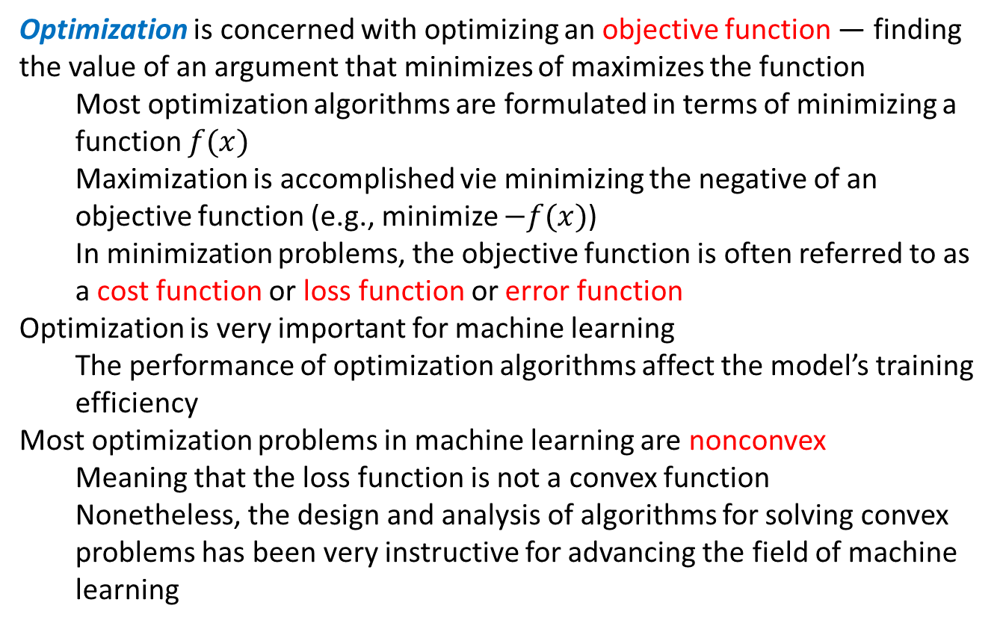 Optimization is concerned with optimizing an objective function — finding
the value of an argument that minimizes of maximizes the function
Most optimization algorithms are formulated in terms of minimizing a
function f(x)
Maximization is accomplished vie minimizing the negative of an
objective function (e.g., minimize −f(x))
In minimization problems, the objective function is often referred to as
a cost function or loss function or error function
Optimization is very important for machine learning
The performance of optimization algorithms affect the model’s training
efficiency
Most optimization problems in machine learning are nonconvex
Meaning that the loss function is not a convex function
Nonetheless, the design and analysis of algorithms for solving convex
problems has been very instructive for advancing the field of machine
learning